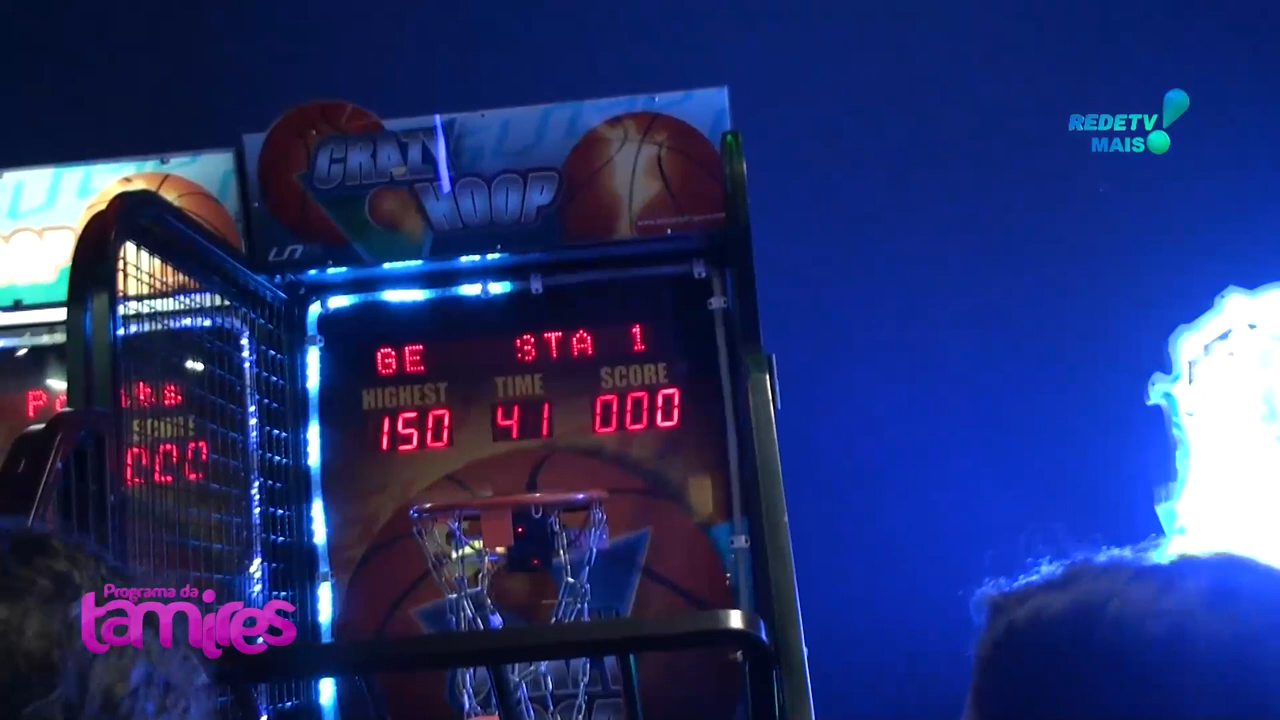 REDETV!
MAIS
CRAZY
HOOP
GE STA 1
HIGHEST TIME SCORE
150 41 000
SCORE
000
Programa da
tamires